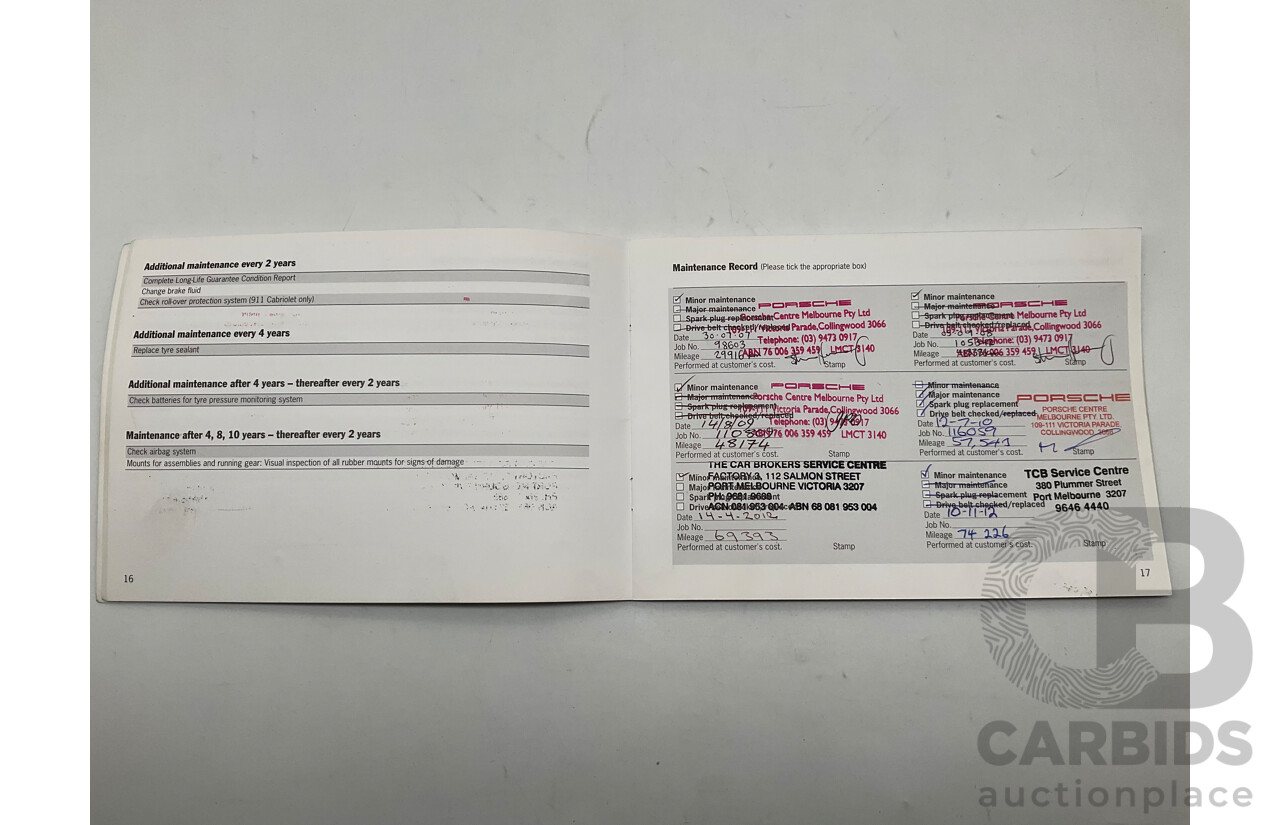 Additional maintenance every 2 years
Complete Long-Life Guarantee Condition Report
Change brake fluid
Check roll-over protection system (911 Cabriolet only)
Additional maintenance every 4 years
Replace tyre sealant
Additional maintenance after 4 years – thereafter every 2 years
Check batteries for tyre pressure monitoring system
Maintenance after 4, 8, 10 years – thereafter every 2 years
Check airbag system
Mounts for assemblies and running gear: Visual inspection of all rubber mounts for signs of damage
16
Maintenance Record (Please tick the appropriate box)
Minor maintenance
PORSCHE
Major maintenance
Porsche Centre Melbourne Pty Ltd
Spark plug replacement
Drive belt checked/replaced
Victoria Parade, Collingwood 3066
Date 30-07-07
Telephone: (03) 9473 0917
Job No. 98603
ABN 76 006 359 459 LMCT 3140
Mileage
Performed at customer's cost.
Stamp
Minor maintenance
PORSCHE
Major maintenance
Porsche Centre Melbourne Pty Ltd
Spark plug replacement
Drive belt checked/replaced
109-111 Victoria Parade, Collingwood 3066
Date
Telephone: (03) 9473 0917
Job No.
ABN 76 006 359 459 LMCT 3140
Mileage
Performed at customer's cost.
Stamp
Minor maintenance
PORSCHE
Major maintenance
Porsche Centre Melbourne Pty Ltd
Spark plug replacement
Victoria Parade, Collingwood 3066
Drive belt checked/replaced
Date 14/8/09
Telephone: (03) 9473 0917
Job No.
76 006 359 459 LMCT 3140
Mileage 48174
Performed at customer's cost.
Stamp
Minor maintenance
Major maintenance
PORSCHE
Spark plug replacement
PORSCHE CENTRE
Drive belt checked/replaced
MELBOURNE PTY. LTD.
Date 12-7-10
109-111 VICTORIA PARADE
Job No. 116059
COLLINGWOOD, 3066
Mileage 57,541
Performed at customer's cost.
Stamp
THE CAR BROKERS SERVICE CENTRE
Minor maintenance
FACTORY 3, 112 SALMON STREET
Major maintenance
PORT MELBOURNE VICTORIA 3207
Spark plug replacement
PH. 9681 9688
Drive belt checked/replaced
ACN 081 953 004 ABN 68 081 953 004
Date 14-4-2012
Job No.
Mileage 69393
Performed at customer's cost.
Stamp
Minor maintenance
TCB Service Centre
Major maintenance
380 Plummer Street
Spark plug replacement
Port Melbourne 3207
Drive belt checked/replaced
9646 4440
Date 10-11-12
Job No.
Mileage 74 226
Performed at customer's cost.
Stamp
17
CB
CARBIDS
auctionplace